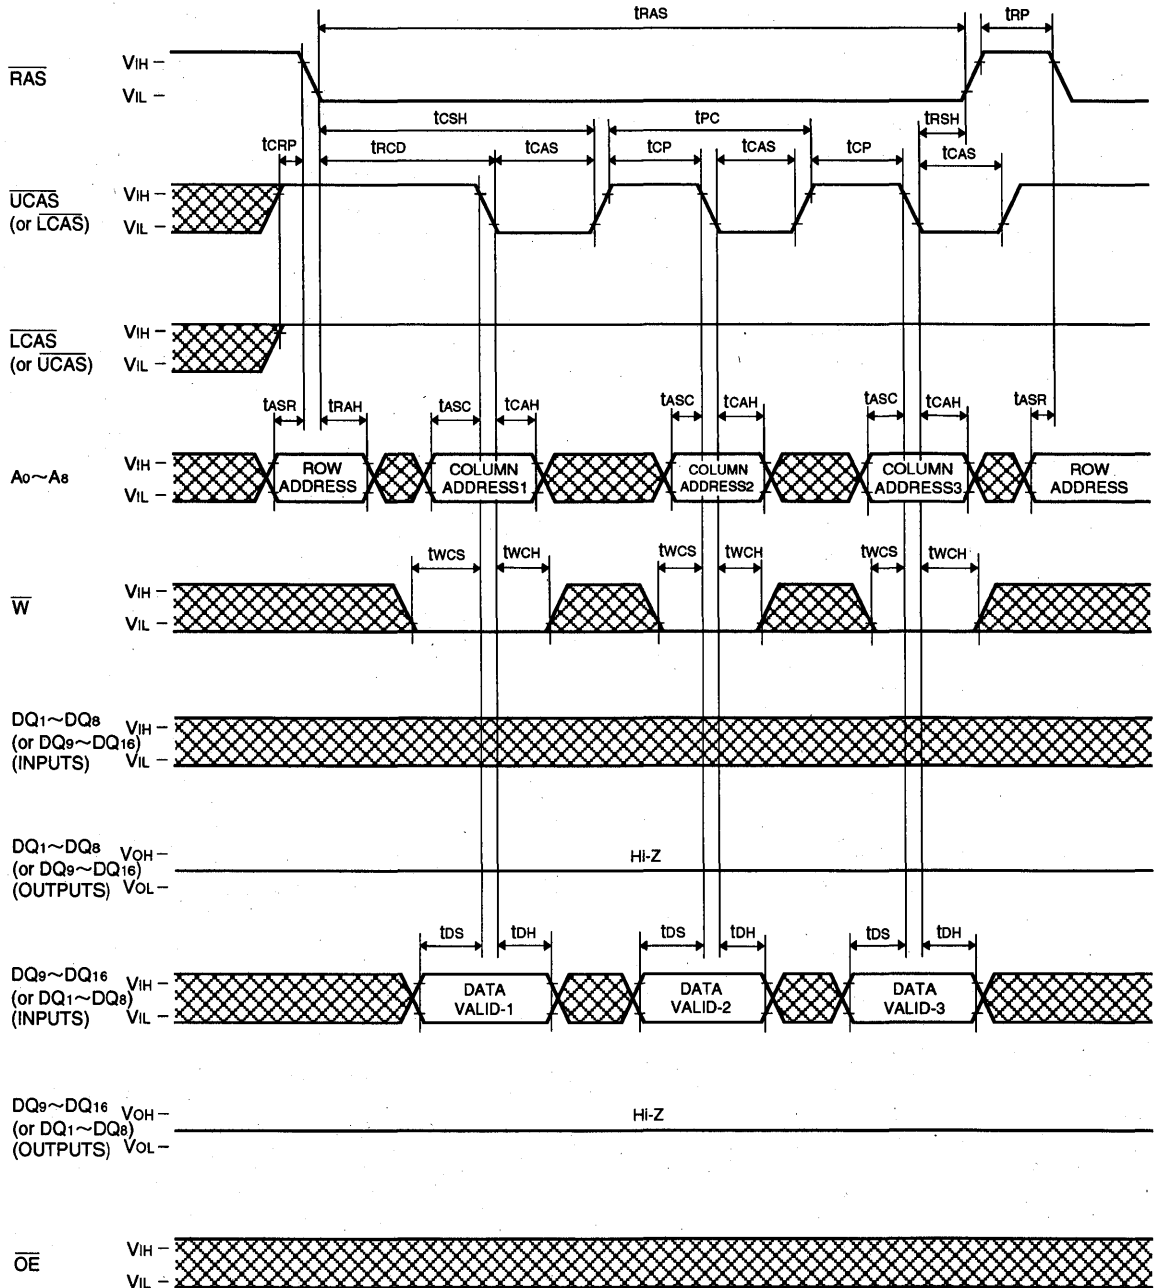 tRAS
tRP
RAS
VIH
VIL
tCSH
tPC
tRSH
tCRP
tRCD
tCAS
tCP
tCAS
tCP
tCAS
UCAS
(or LCAS)
VIH
VIL
LCAS
(or UCAS)
VIH
VIL
tASR
tRAH
tASC
tCAH
tASC
tCAH
tASC
tCAH
tASR
A0~A8
VIH
VIL
ROW
ADDRESS
COLUMN
ADDRESS1
COLUMN
ADDRESS2
COLUMN
ADDRESS3
ROW
ADDRESS
tWCS
tWCH
tWCS
tWCH
tWCS
tWCH
W
VIH
VIL
DQ1~DQ8
(or DQ9~DQ16)
(INPUTS)
VIH
VIL
DQ1~DQ8
(or DQ9~DQ16)
(OUTPUTS)
VOH
VOL
Hi-Z
tDS
tDH
tDS
tDH
tDS
tDH
DQ9~DQ16
(or DQ1~DQ8)
(INPUTS)
VIH
VIL
DATA
VALID-1
DATA
VALID-2
DATA
VALID-3
DQ9~DQ16
(or DQ1~DQ8)
(OUTPUTS)
VOH
VOL
Hi-Z
OE
VIH
VIL